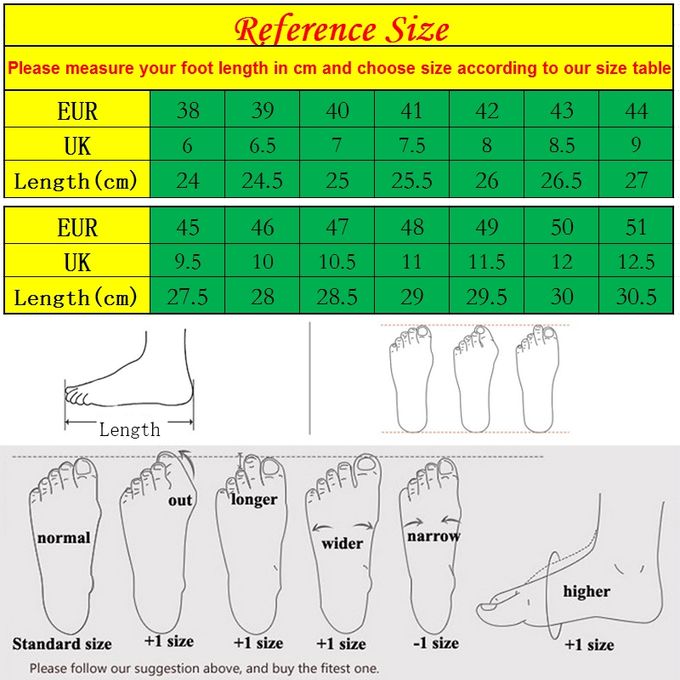 Reference Size
Please measure your foot length in cm and choose size according to our size table
EUR 38 39 40 41 42 43 44
UK 6 6.5 7 7.5 8 8.5 9
Length(cm) 24 24.5 25 25.5 26 26.5 27
EUR 45 46 47 48 49 50 51
UK 9.5 10 10.5 11 11.5 12 12.5
Length(cm) 27.5 28 28.5 29 29.5 30 30.5
Length
normal out longer wider narrow higher
Standard size +1 size +1 size +1 size -1 size +1 size
Please follow our suggestion above, and buy the fitest one.